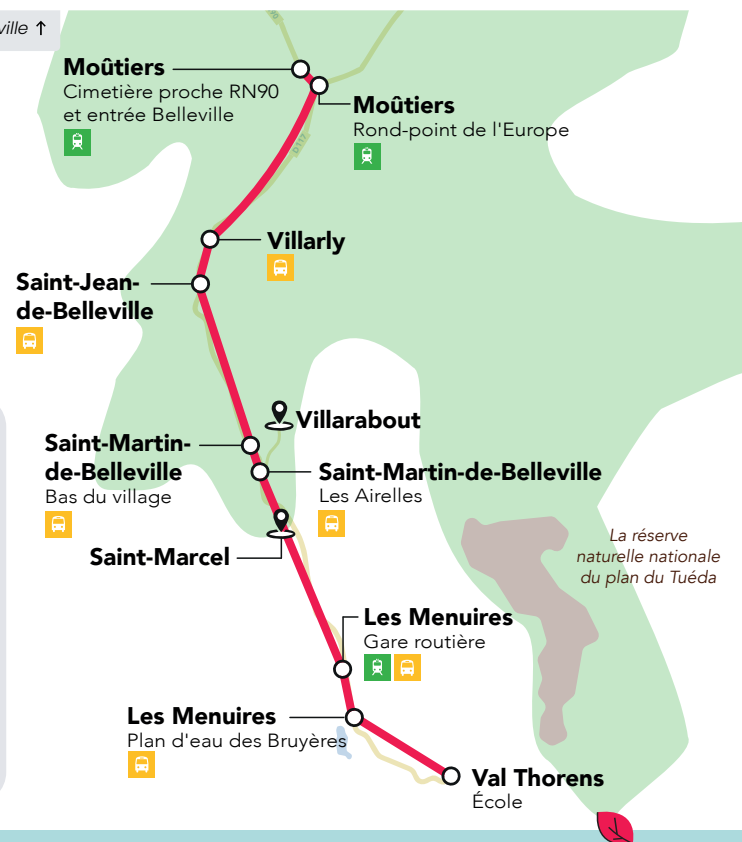 ville ↑
Moûtiers
Cimetière proche RN90
et entrée Belleville
Moûtiers
Rond-point de l'Europe
D117
Villarly
Saint-Jean-
de-Belleville
Villarabout
Saint-Martin-
de-Belleville
Bas du village
Saint-Martin-de-Belleville
Les Airelles
La réserve
naturelle nationale
du plan du Tuéda
Saint-Marcel
Les Menuires
Gare routière
Les Menuires
Plan d'eau des Bruyères
Val Thorens
École